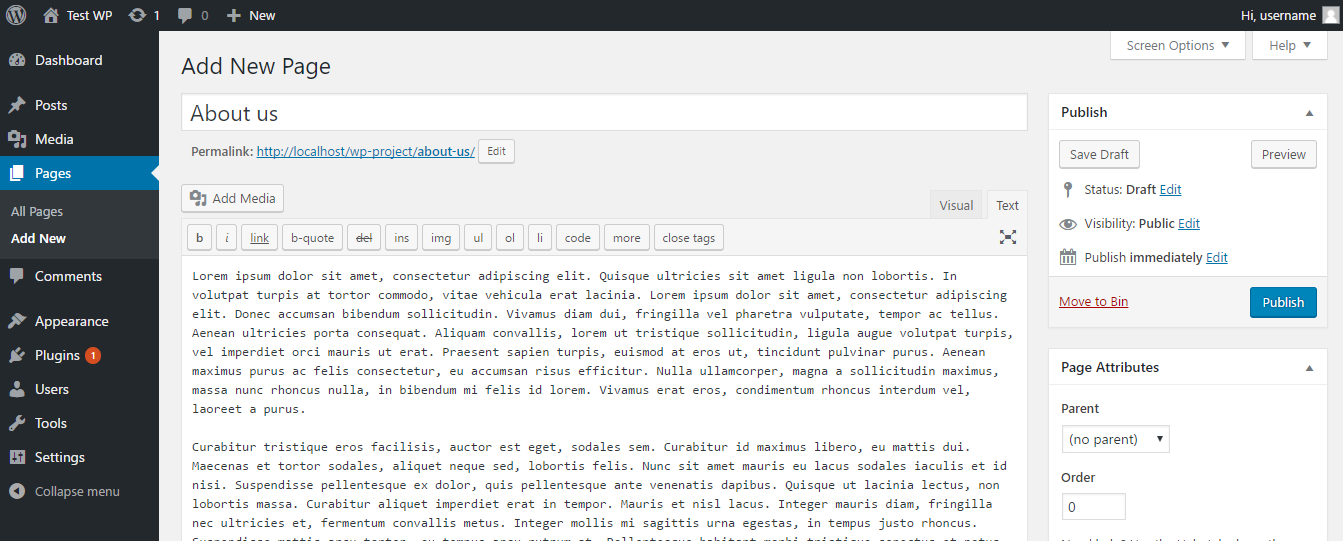 Test WP 1 0 New Hi, username
Screen Options Help
Dashboard
Posts
Media
Pages
All Pages
Add New
Comments
Appearance
Plugins 1
Users
Tools
Settings
Collapse menu
Add New Page
About us
Permalink: http://localhost/wp-project/about-us/ Edit
Add Media
Visual Text
b i link b-quote del ins img ul ol li code more close tags
Lorem ipsum dolor sit amet, consectetur adipiscing elit. Quisque ultricies sit amet ligula non lobortis. In
volutpat turpis at tortor commodo, vitae vehicula erat lacinia. Lorem ipsum dolor sit amet, consectetur adipiscing
elit. Donec accumsan bibendum sollicitudin. Vivamus diam dui, fringilla vel pharetra vulputate, tempor ac tellus.
Aenean ultricies porta consequat. Aliquam convallis, lorem ut tristique sollicitudin, ligula augue volutpat turpis,
vel imperdiet orci mauris ut erat. Praesent sapien turpis, euismod at eros ut, tincidunt pulvinar purus. Aenean
maximus purus ac felis consectetur, eu accumsan risus efficitur. Nulla ullamcorper, magna a sollicitudin maximus,
massa nunc rhoncus nulla, in bibendum mi felis id lorem. Vivamus erat eros, condimentum rhoncus interdum vel,
laoreet a purus.
Curabitur tristique eros facilisis, auctor est eget, sodales sem. Curabitur id maximus libero, eu mattis dui.
Maecenas et tortor sodales, aliquet neque sed, lobortis felis. Nunc sit amet mauris eu lacus sodales iaculis et id
nisi. Suspendisse pellentesque ex dolor, quis pellentesque ante venenatis dapibus. Quisque ut lacinia lectus, non
lobortis massa. Curabitur aliquet imperdiet erat in tempor. Mauris et nisl lacus. Integer mauris diam, fringilla
nec ultricies et, fermentum convallis metus. Integer mollis mi sagittis urna egestas, in tempus justo rhoncus.
Publish
Save Draft Preview
Status: Draft Edit
Visibility: Public Edit
Publish immediately Edit
Move to Bin Publish
Page Attributes
Parent
(no parent)
Order
0